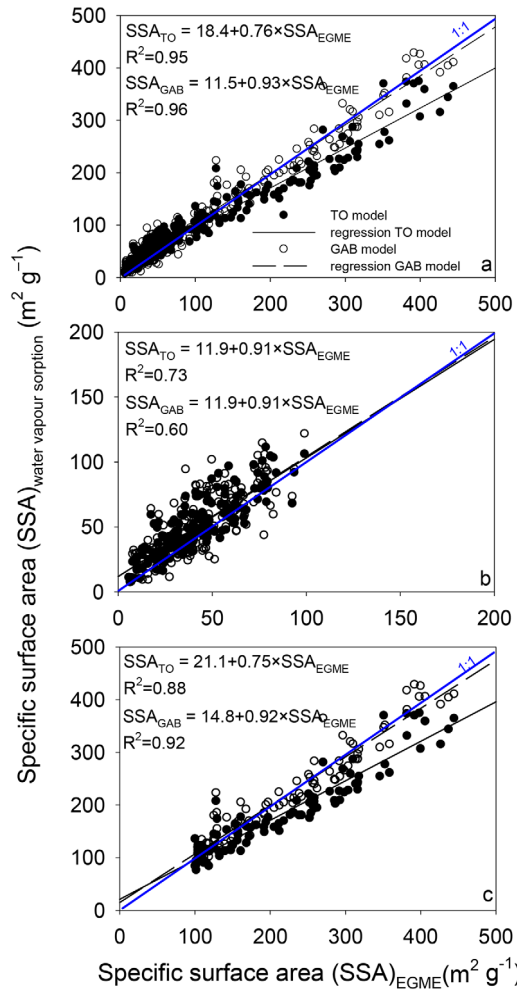 Specific surface area (SSA)water vapour sorption (m² g⁻¹)
SSA_TO = 18.4+0.76×SSA_EGME
R²=0.95
SSA_GAB = 11.5+0.93×SSA_EGME
R²=0.96
1:1
500
400
300
200
100
0
TO model
regression TO model
GAB model
regression GAB model
a
0 100 200 300 400 500
SSA_TO = 11.9+0.91×SSA_EGME
R²=0.73
SSA_GAB = 11.9+0.91×SSA_EGME
R²=0.60
1:1
200
150
100
50
0
b
0 50 100 150 200
SSA_TO = 21.1+0.75×SSA_EGME
R²=0.88
SSA_GAB = 14.8+0.92×SSA_EGME
R²=0.92
1:1
500
400
300
200
100
0
c
0 100 200 300 400 500
Specific surface area (SSA)EGME(m² g⁻¹)